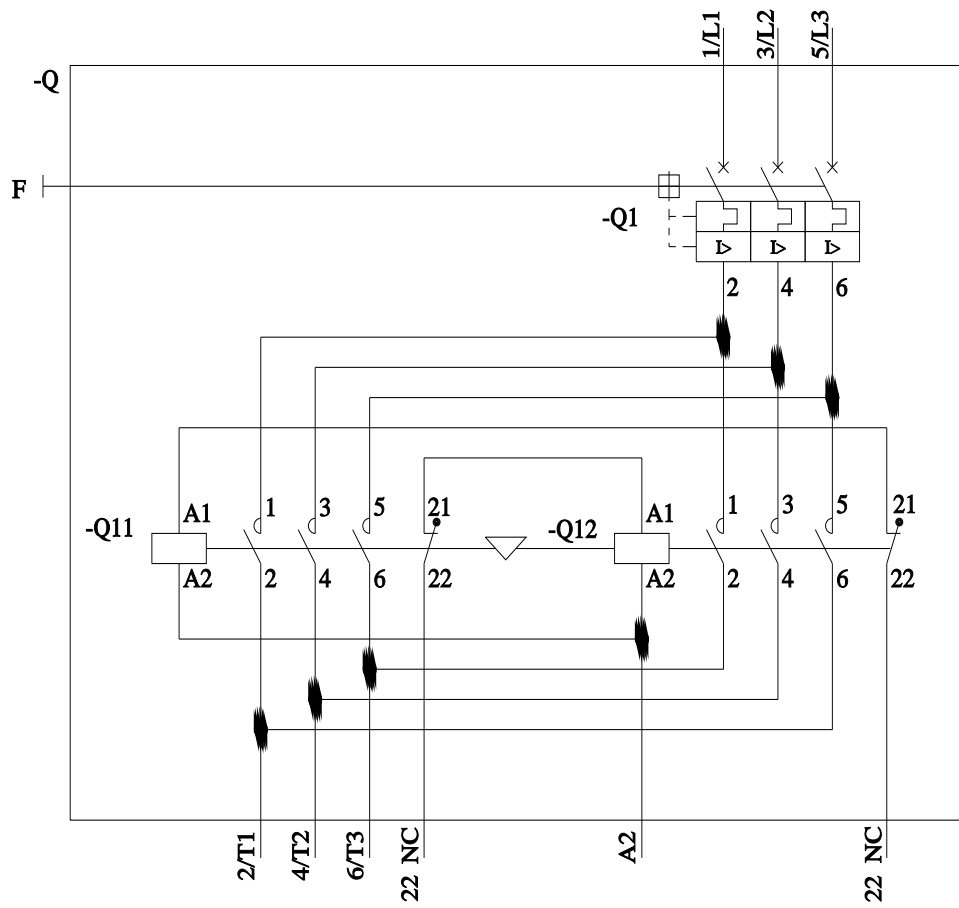 1/L1 3/L2 5/L3
-Q
F
-Q1
I> I> I>
2 4 6
1 3 5 21 1 3 5 21
A1 A1
-Q11 -Q12
A2 2 4 6 22 A2 2 4 6 22
2/T1 4/T2 6/T3 22 NC A2 22 NC